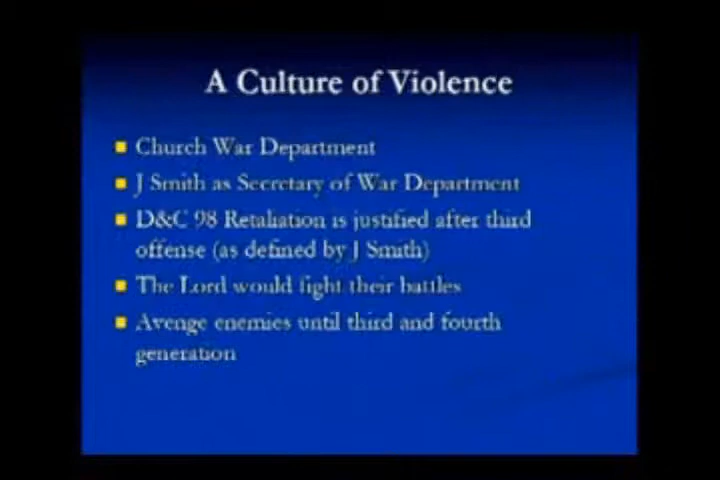 A Culture of Violence
Church War Department
J Smith as Secretary of War Department
D&C 98 Retaliation is justified after third
offense (as defined by J Smith)
The Lord would fight their battles
Avenge enemies until third and fourth
generation